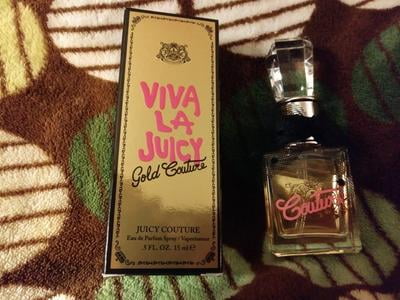 VIVA
LA
JUICY
Gold Couture
JUICY COUTURE
Eau de Parfum Spray / Vaporisateur
.5 FL. OZ. 15 ml ℮
Couture